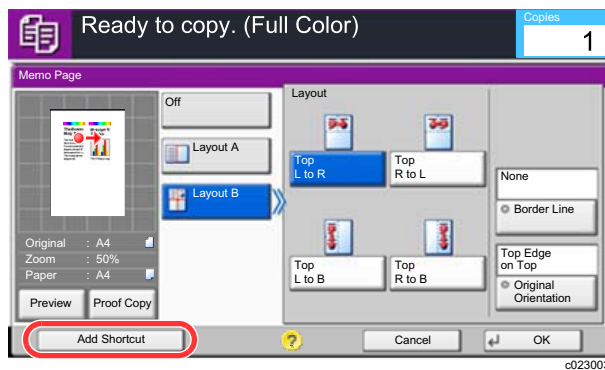 Ready to copy. (Full Color)
Copies
1
Memo Page
Off
Layout A
Layout B
Layout
Top
L to R
Top
R to L
Top
L to B
Top
R to B
None
Border Line
Top Edge
on Top
Original
Orientation
Original : A4
Zoom : 50%
Paper : A4
Preview
Proof Copy
Add Shortcut
?
Cancel
OK
c023003